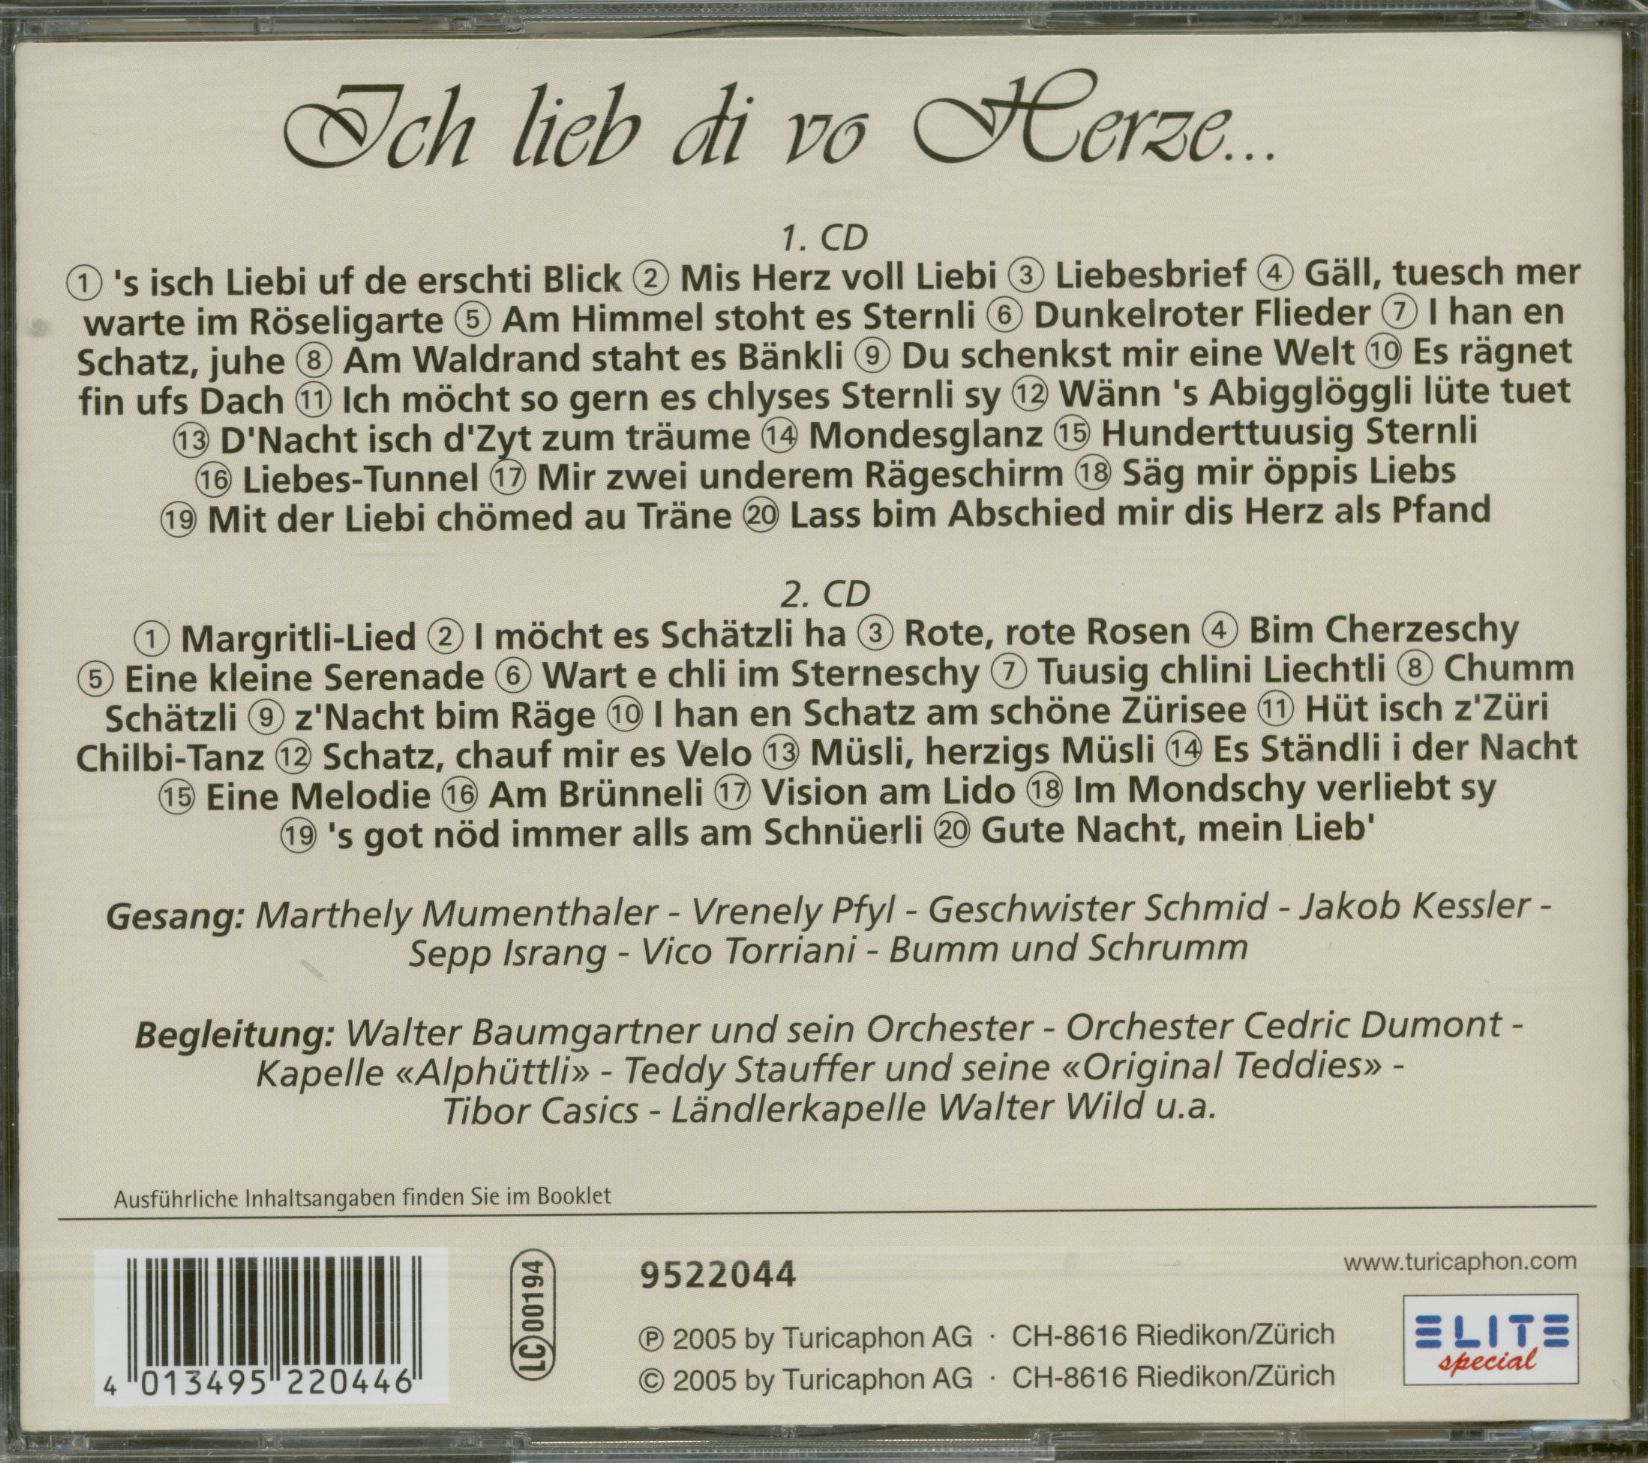 Ich lieb di vo Herze...
1. CD
① 's isch Liebi uf de erschti Blick ② Mis Herz voll Liebi ③ Liebesbrief ④ Gäll, tuesch mer
warte im Röseligarte ⑤ Am Himmel stoht es Sternli ⑥ Dunkelroter Flieder ⑦ I han en
Schatz, juhe ⑧ Am Waldrand staht es Bänkli ⑨ Du schenkst mir eine Welt ⑩ Es rägnet
fin ufs Dach ⑪ Ich möcht so gern es chlyses Sternli sy ⑫ Wänn 's Abigglöggli lüte tuet
⑬ D'Nacht isch d'Zyt zum träume ⑭ Mondesglanz ⑮ Hunderttuusig Sternli
⑯ Liebes-Tunnel ⑰ Mir zwei underem Rägeschirm ⑱ Säg mir öppis Liebs
⑲ Mit der Liebi chömed au Träne ⑳ Lass bim Abschied mir dis Herz als Pfand
2. CD
① Margritli-Lied ② I möcht es Schätzli ha ③ Rote, rote Rosen ④ Bim Cherzeschy
⑤ Eine kleine Serenade ⑥ Wart e chli im Sterneschy ⑦ Tuusig chlini Liechtli ⑧ Chumm
Schätzli ⑨ z'Nacht bim Räge ⑩ I han en Schatz am schöne Zürisee ⑪ Hüt isch z'Züri
Chilbi-Tanz ⑫ Schatz, chauf mir es Velo ⑬ Müsli, herzigs Müsli ⑭ Es Ständli i der Nacht
⑮ Eine Melodie ⑯ Am Brünneli ⑰ Vision am Lido ⑱ Im Mondschy verliebt sy
⑲ 's got nöd immer alls am Schnüerli ⑳ Gute Nacht, mein Lieb'
Gesang: Marthely Mumenthaler - Vrenely Pfyl - Geschwister Schmid - Jakob Kessler -
Sepp Israng - Vico Torriani - Bumm und Schrumm
Begleitung: Walter Baumgartner und sein Orchester - Orchester Cedric Dumont -
Kapelle «Alphüttli» - Teddy Stauffer und seine «Original Teddies» -
Tibor Casics - Ländlerkapelle Walter Wild u.a.
Ausführliche Inhaltsangaben finden Sie im Booklet
4 013495 220446
LC 00194
9522044
℗ 2005 by Turicaphon AG · CH-8616 Riedikon/Zürich
© 2005 by Turicaphon AG · CH-8616 Riedikon/Zürich
www.turicaphon.com
ELITE
special